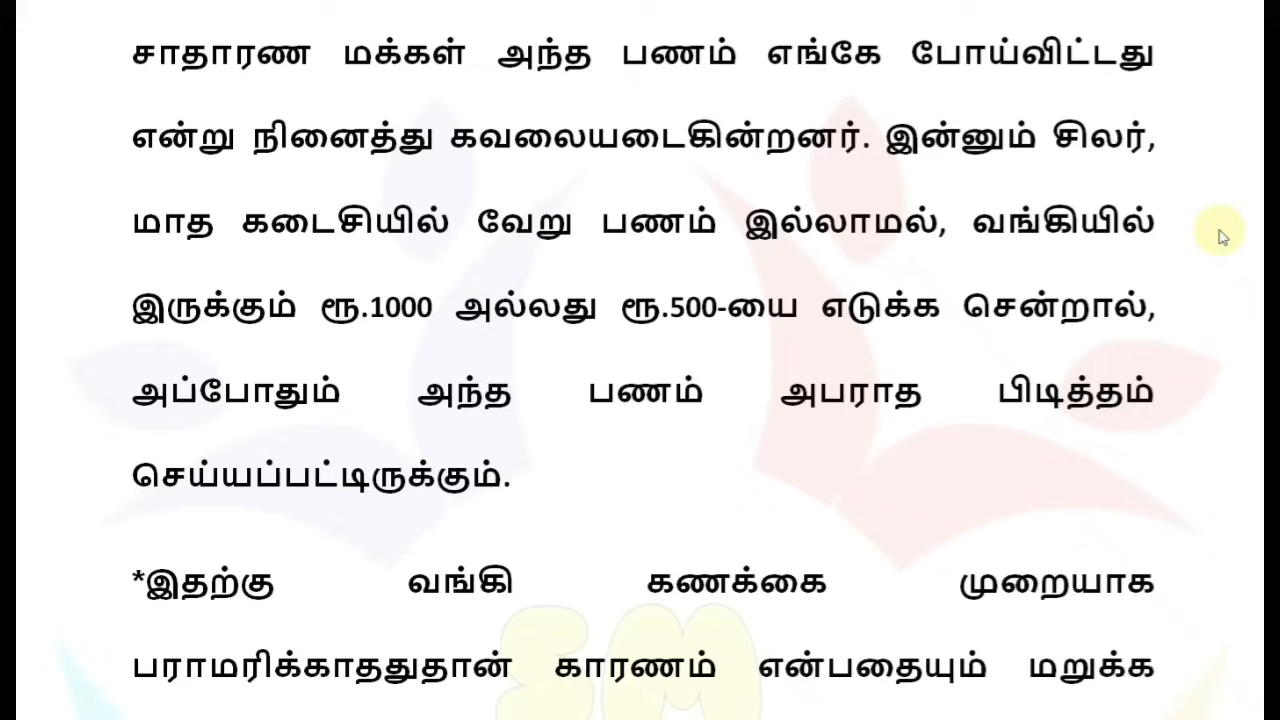 சாதாரண மக்கள் அந்த பணம் எங்கே போய்விட்டது
என்று நினைத்து கவலையடைகின்றனர். இன்னும் சிலர்,
மாத கடைசியில் வேறு பணம் இல்லாமல், வங்கியில்
இருக்கும் ரூ.1000 அல்லது ரூ.500-யை எடுக்க சென்றால்,
அப்போதும் அந்த பணம் அபராத பிடித்தம்
செய்யப்பட்டிருக்கும்.
*இதற்கு வங்கி கணக்கை முறையாக
பராமரிக்காததுதான் காரணம் என்பதையும் மறுக்க
SM